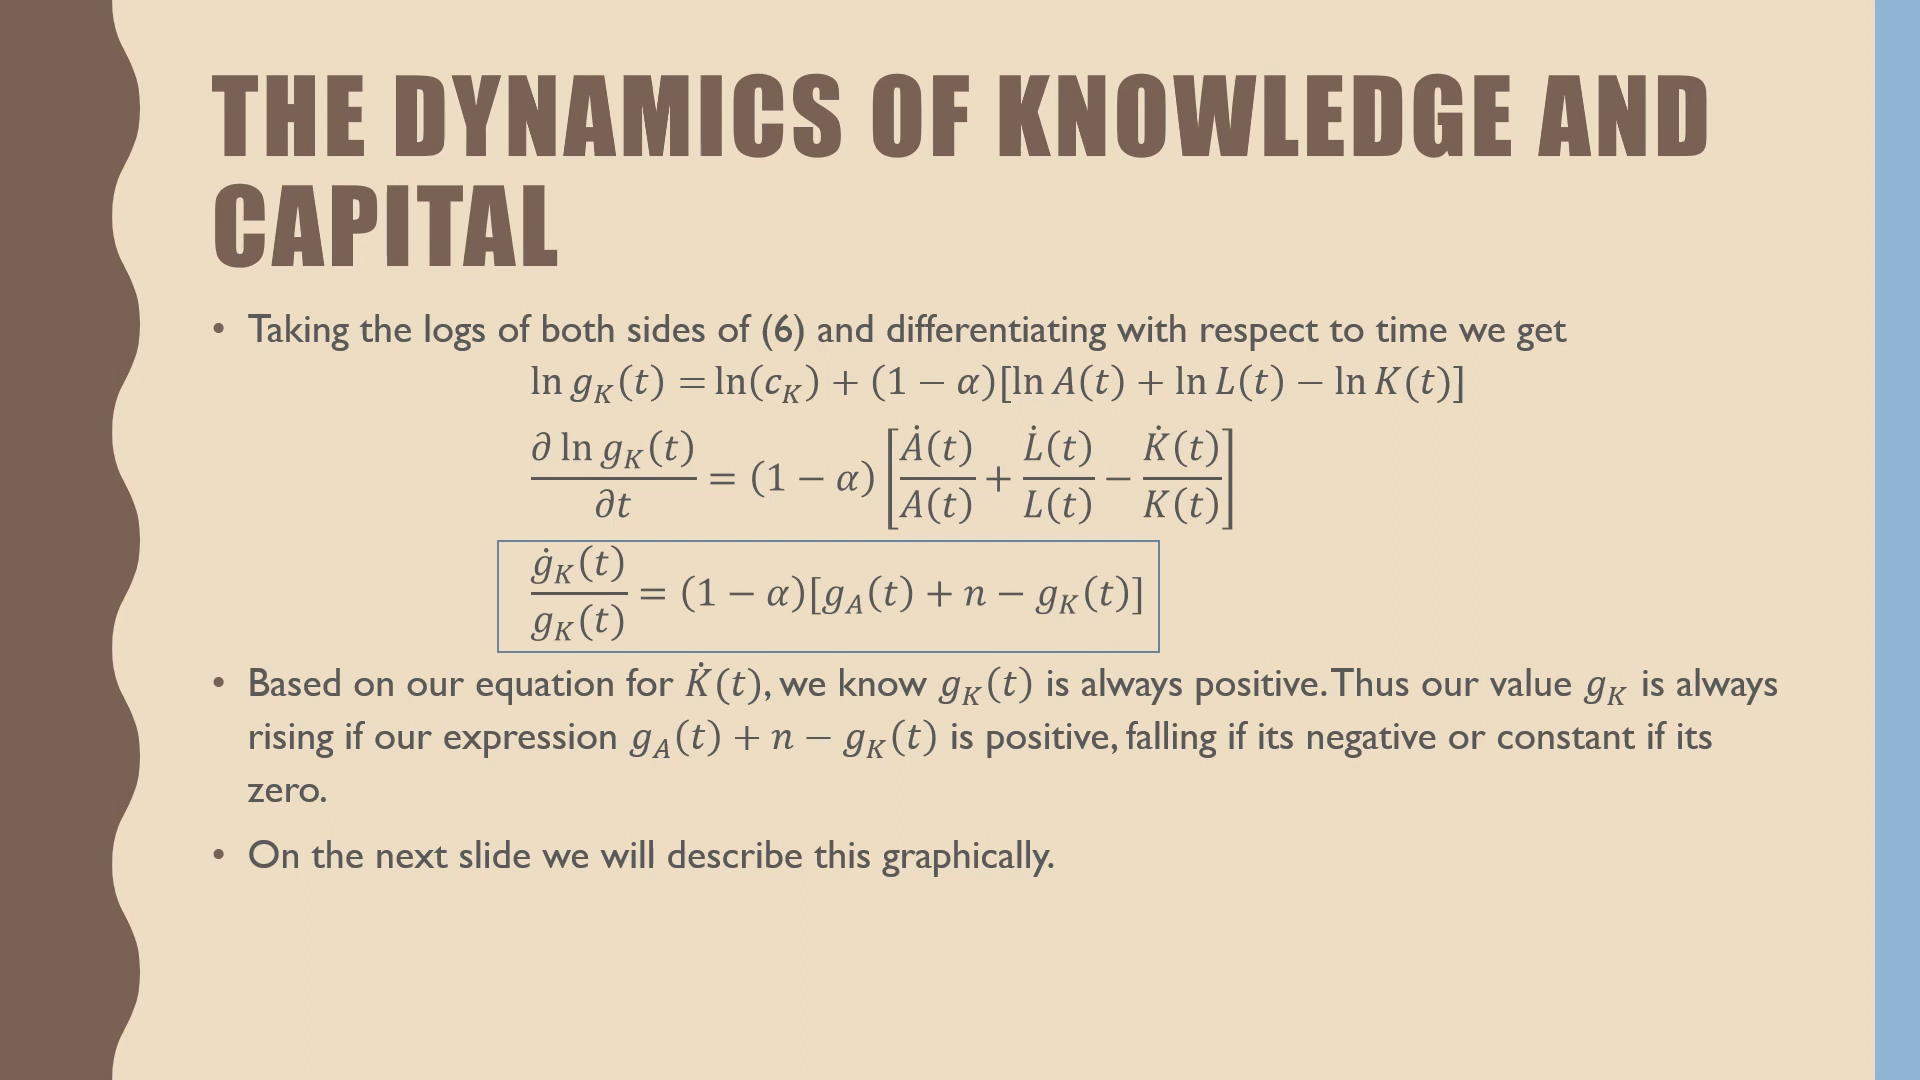 THE DYNAMICS OF KNOWLEDGE AND
CAPITAL
• Taking the logs of both sides of (6) and differentiating with respect to time we get
ln g_K(t) = ln(c_K) + (1 − α)[ln A(t) + ln L(t) − ln K(t)]
∂ ln g_K(t) / ∂t = (1 − α) [Ȧ(t)/A(t) + L̇(t)/L(t) − K̇(t)/K(t)]
ġ_K(t) / g_K(t) = (1 − α)[g_A(t) + n − g_K(t)]
• Based on our equation for K̇(t), we know g_K(t) is always positive. Thus our value g_K is always
rising if our expression g_A(t) + n − g_K(t) is positive, falling if its negative or constant if its
zero.
• On the next slide we will describe this graphically.